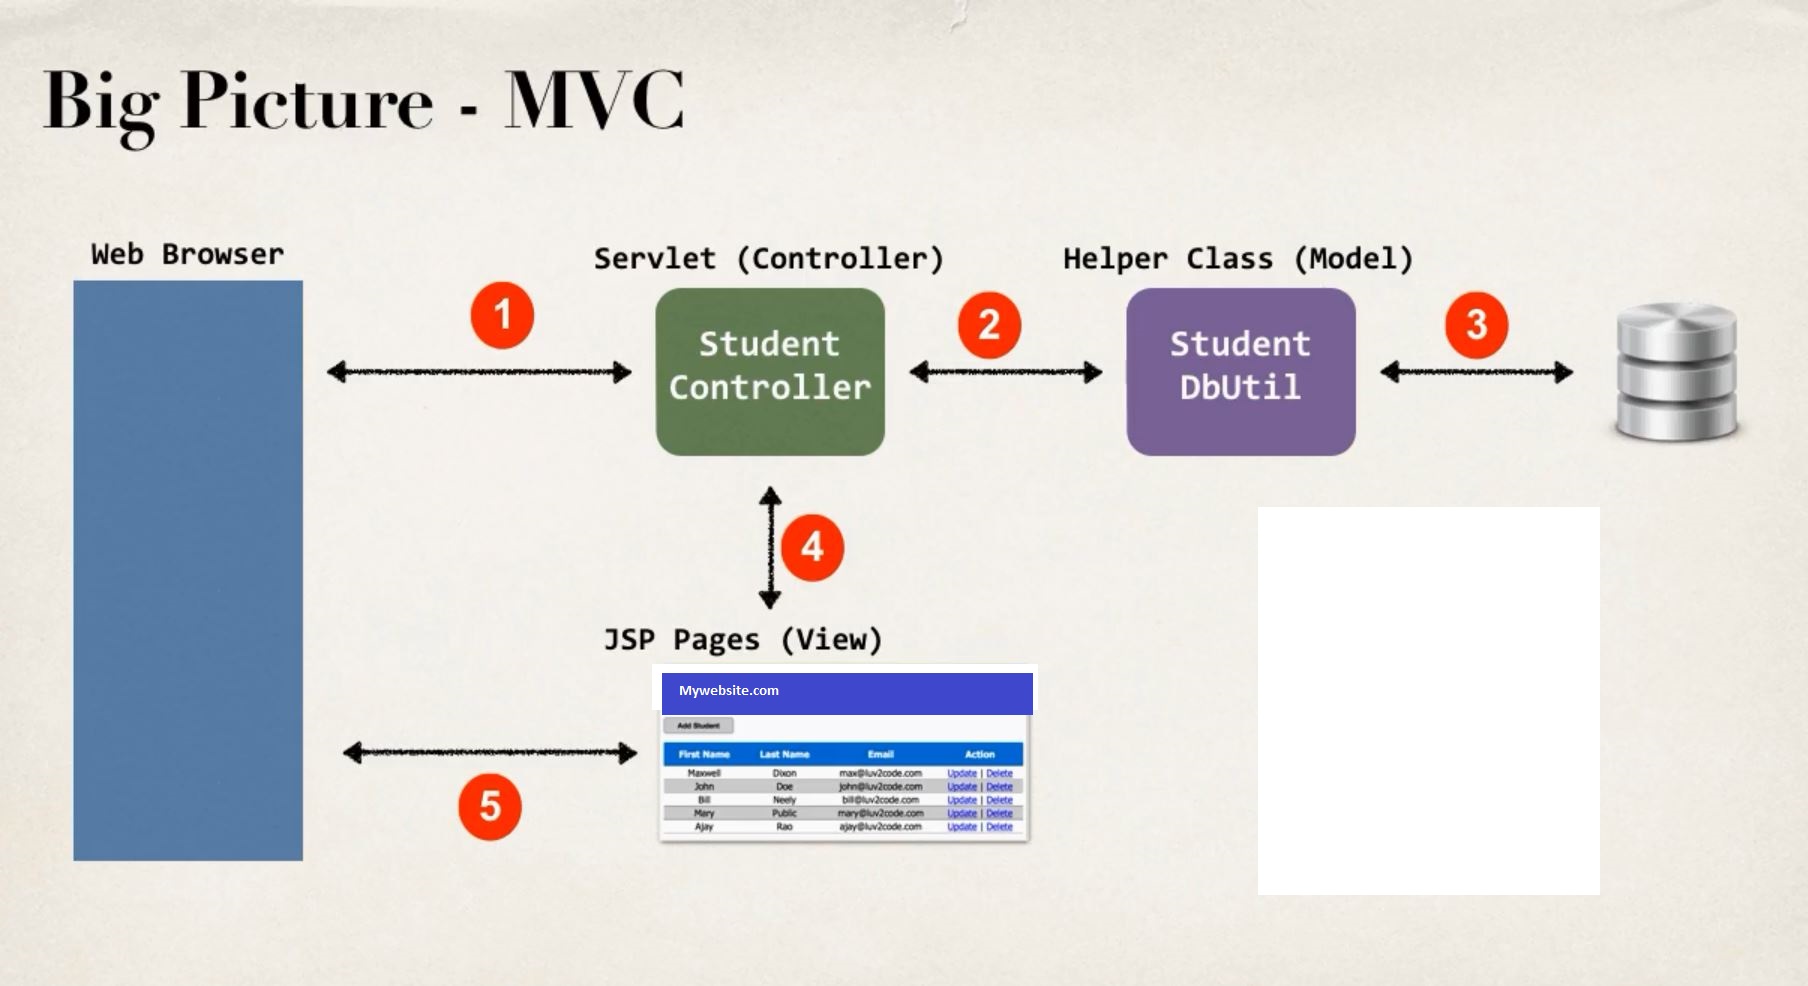 Big Picture - MVC
Web Browser
Servlet (Controller)
Helper Class (Model)
1
2
3
Student
Controller
Student
DbUtil
4
JSP Pages (View)
Mywebsite.com
Add Student
First Name Last Name Email Action
Maxwell Dixon max@luv2code.com Update | Delete
John Doe john@luv2code.com Update | Delete
Bill Neely bill@luv2code.com Update | Delete
Mary Public mary@luv2code.com Update | Delete
Ajay Rao ajay@luv2code.com Update | Delete
5